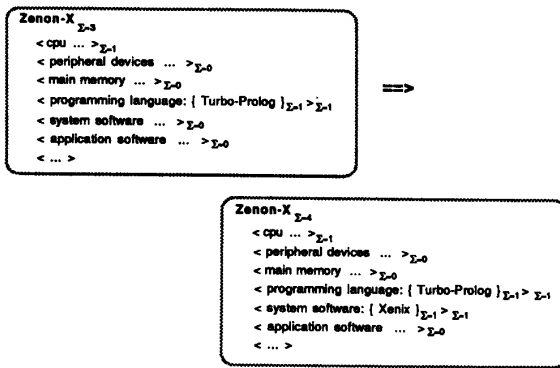 Zenon-X Σ=3
< cpu ... >Σ=1
< peripheral devices ... >Σ=0
< main memory ... >Σ=0
< programming language: { Turbo-Prolog }Σ=1 >Σ=1
< system software ... >Σ=0
< application software ... >Σ=0
< ... >
==>
Zenon-X Σ=4
< cpu ... >Σ=1
< peripheral devices ... >Σ=0
< main memory ... >Σ=0
< programming language: { Turbo-Prolog }Σ=1 > Σ=1
< system software: { Xenix }Σ=1 > Σ=1
< application software ... >Σ=0
< ... >